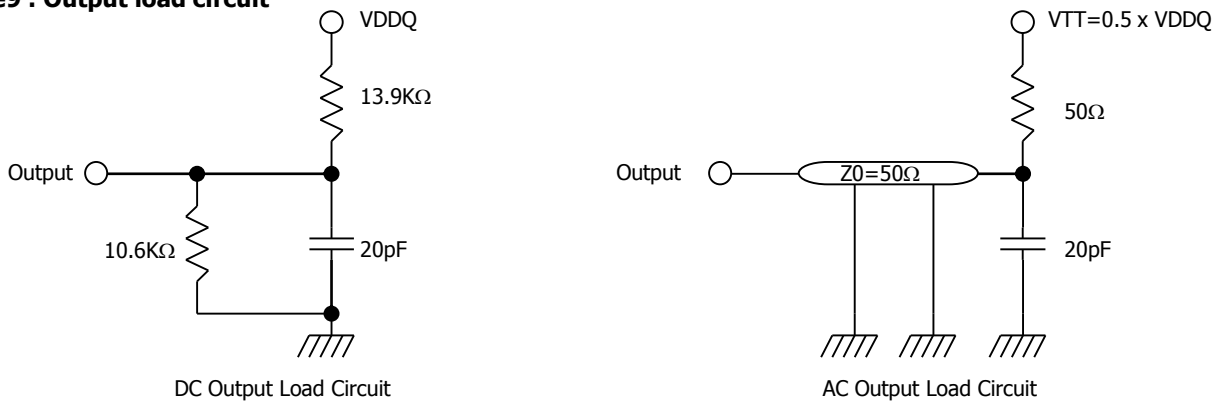 e9 : Output load circuit
VDDQ
13.9KΩ
Output
10.6KΩ
20pF
DC Output Load Circuit
VTT=0.5 x VDDQ
50Ω
Output
Z0=50Ω
20pF
AC Output Load Circuit